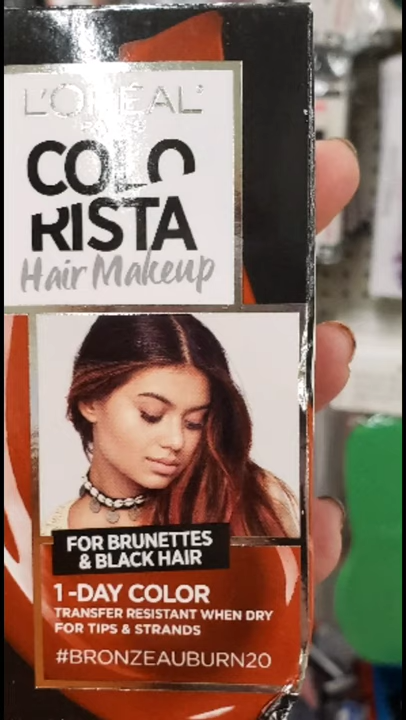 L'ORÉAL
COLO
RISTA
Hair Makeup
FOR BRUNETTES
& BLACK HAIR
1-DAY COLOR
TRANSFER RESISTANT WHEN DRY
FOR TIPS & STRANDS
#BRONZEAUBURN20